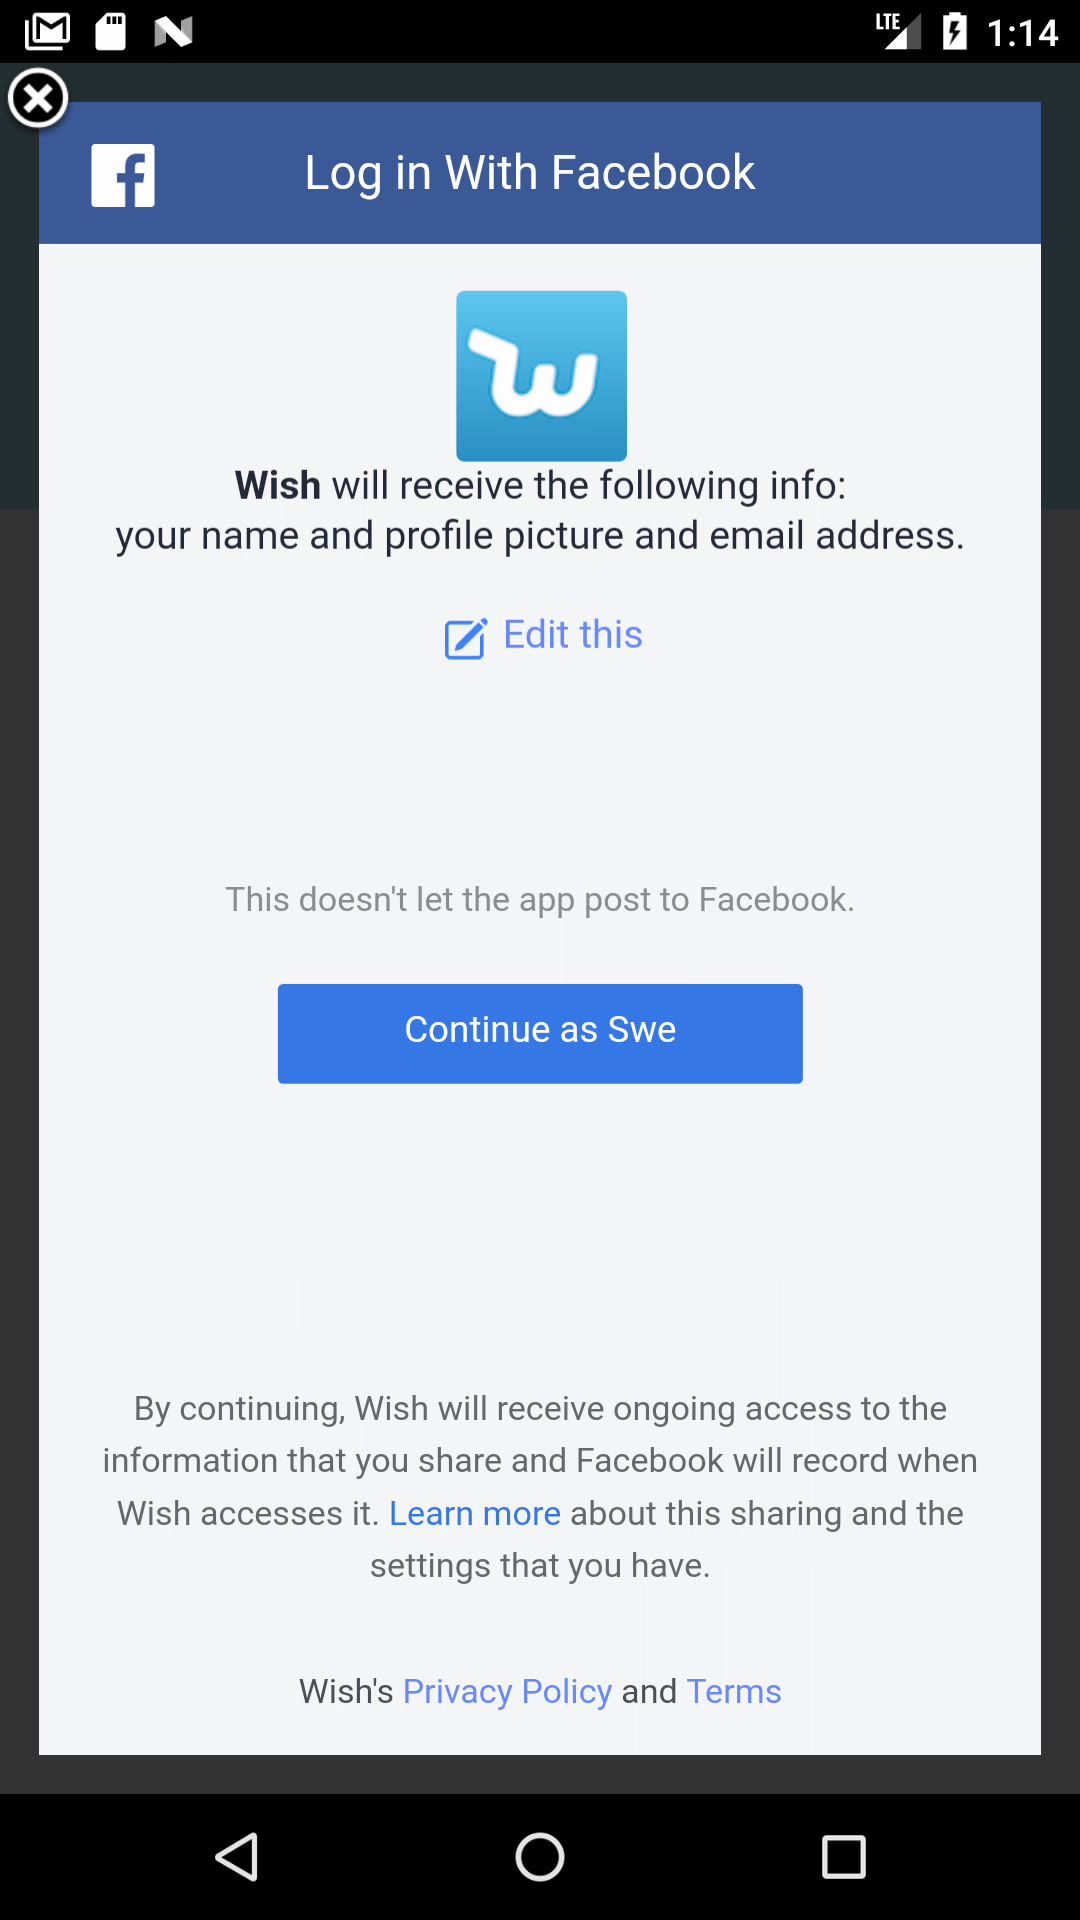 LTE 1:14
Log in With Facebook
Wish will receive the following info:
your name and profile picture and email address.
Edit this
This doesn't let the app post to Facebook.
Continue as Swe
By continuing, Wish will receive ongoing access to the
information that you share and Facebook will record when
Wish accesses it. Learn more about this sharing and the
settings that you have.
Wish's Privacy Policy and Terms